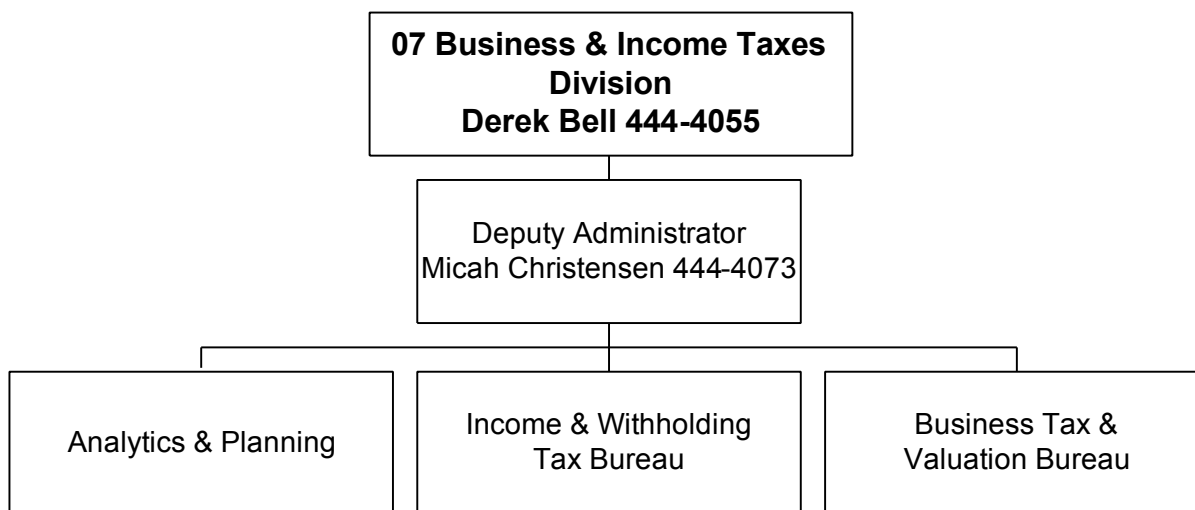 07 Business & Income Taxes
Division
Derek Bell 444-4055
Deputy Administrator
Micah Christensen 444-4073
Analytics & Planning
Income & Withholding
Tax Bureau
Business Tax &
Valuation Bureau